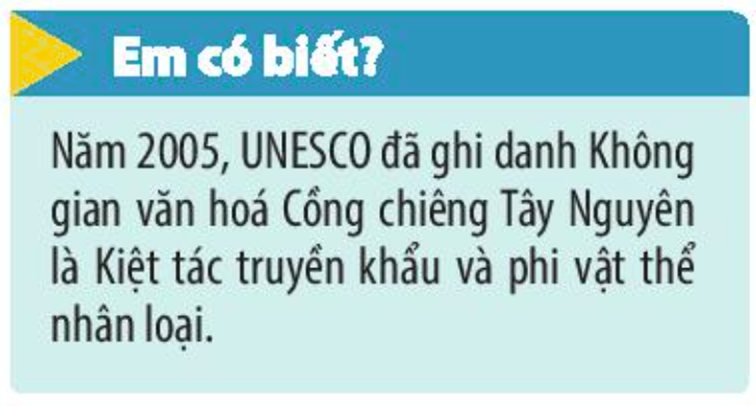 Em có biết?
Năm 2005, UNESCO đã ghi danh Không
gian văn hoá Cồng chiêng Tây Nguyên
là Kiệt tác truyền khẩu và phi vật thể
nhân loại.